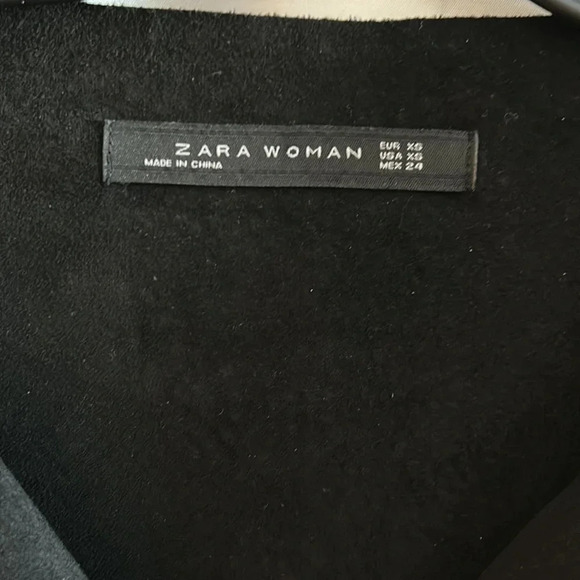 ZARA WOMAN
MADE IN CHINA
EUR XS
USA XS
MEX 24